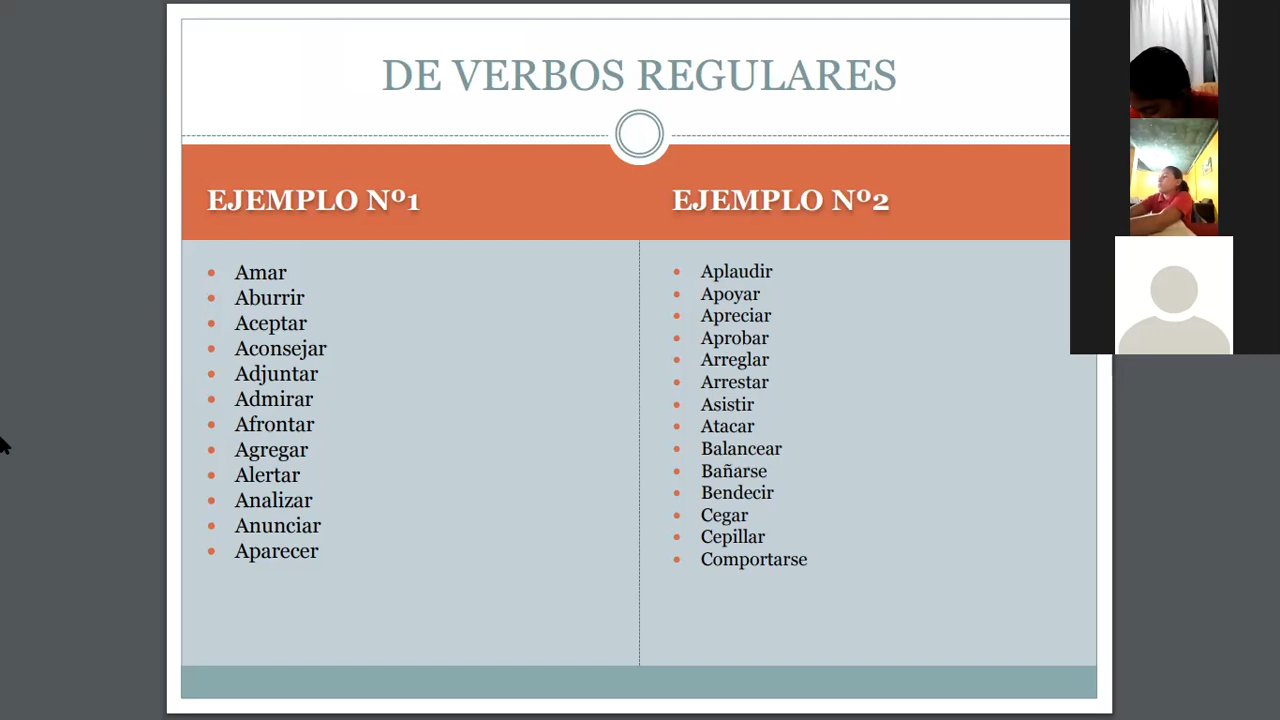 DE VERBOS REGULARES
EJEMPLO Nº1
Amar
Aburrir
Aceptar
Aconsejar
Adjuntar
Admirar
Afrontar
Agregar
Alertar
Analizar
Anunciar
Aparecer
EJEMPLO Nº2
Aplaudir
Apoyar
Apreciar
Aprobar
Arreglar
Arrestar
Asistir
Atacar
Balancear
Bañarse
Bendecir
Cegar
Cepillar
Comportarse